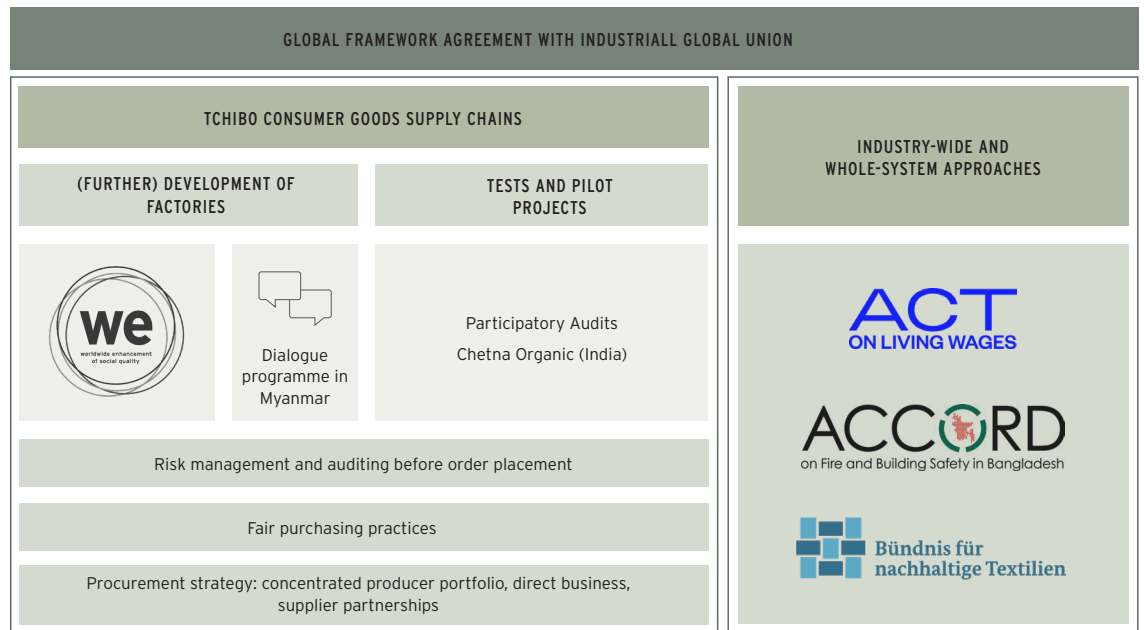 GLOBAL FRAMEWORK AGREEMENT WITH INDUSTRIALL GLOBAL UNION
TCHIBO CONSUMER GOODS SUPPLY CHAINS
(FURTHER) DEVELOPMENT OF
FACTORIES
we
worldwide enhancement
of social quality
Dialogue
programme in
Myanmar
TESTS AND PILOT
PROJECTS
Participatory Audits
Chetna Organic (India)
Risk management and auditing before order placement
Fair purchasing practices
Procurement strategy: concentrated producer portfolio, direct business,
supplier partnerships
INDUSTRY-WIDE AND
WHOLE-SYSTEM APPROACHES
ACT
ON LIVING WAGES
ACCORD
on Fire and Building Safety in Bangladesh
Bündnis für
nachhaltige Textilien